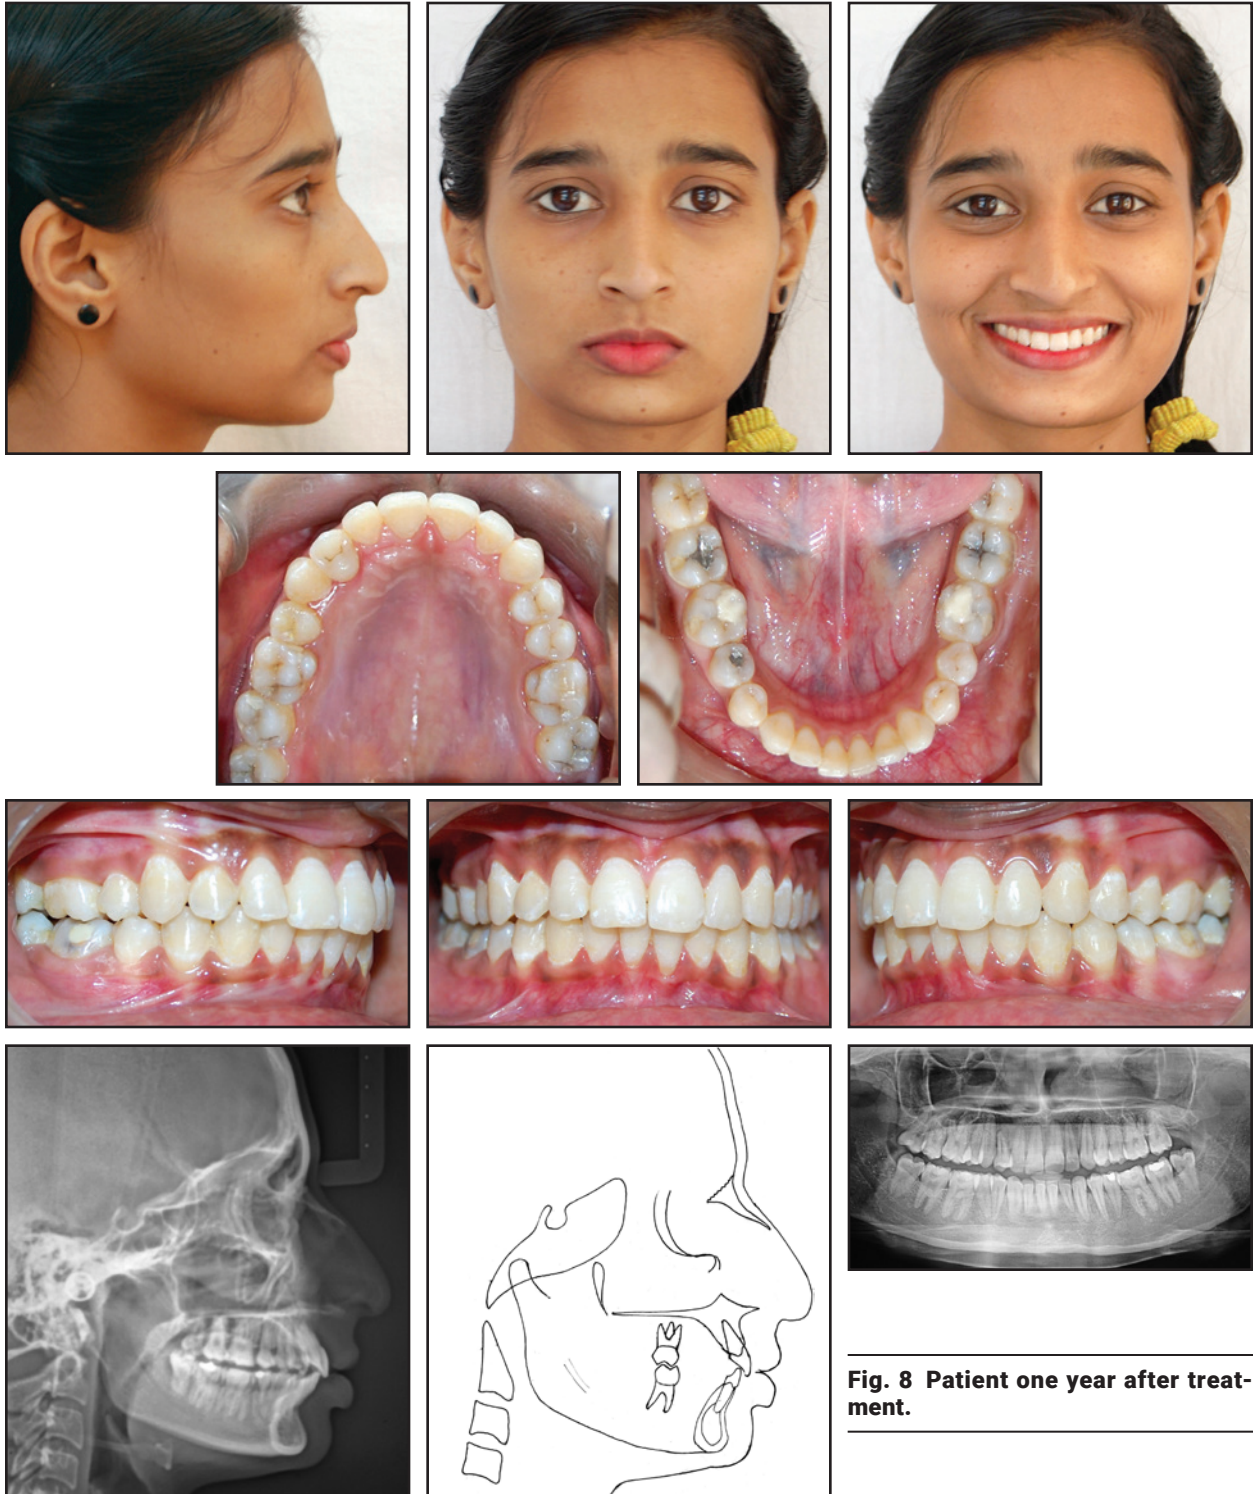 Fig. 8 Patient one year after treat-
ment.